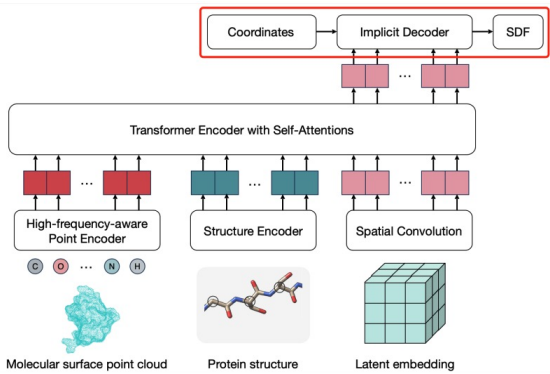 Coordinates
Implicit Decoder
SDF
...
Transformer Encoder with Self-Attentions
...
...
...
High-frequency-aware
Point Encoder
Structure Encoder
Spatial Convolution
C
O
...
N
H
Molecular surface point cloud
Protein structure
Latent embedding